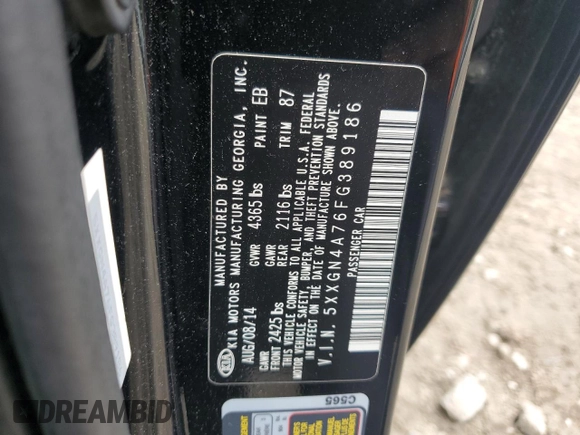 MANUFACTURED BY
KIA MOTORS MANUFACTURING GEORGIA, INC.
AUG/08/14 GVWR 4365 lbs PAINT EB
GAWR FRONT 2425 lbs GAWR REAR 2116 lbs TRIM 87
THIS VEHICLE CONFORMS TO ALL APPLICABLE U.S.A. FEDERAL
MOTOR VEHICLE SAFETY, BUMPER, AND THEFT PREVENTION STANDARDS
IN EFFECT ON THE DATE OF MANUFACTURE SHOWN ABOVE.
V.I.N. 5XXGN4A76FG389186
PASSENGER CAR
KIA
C565
DREAMBID